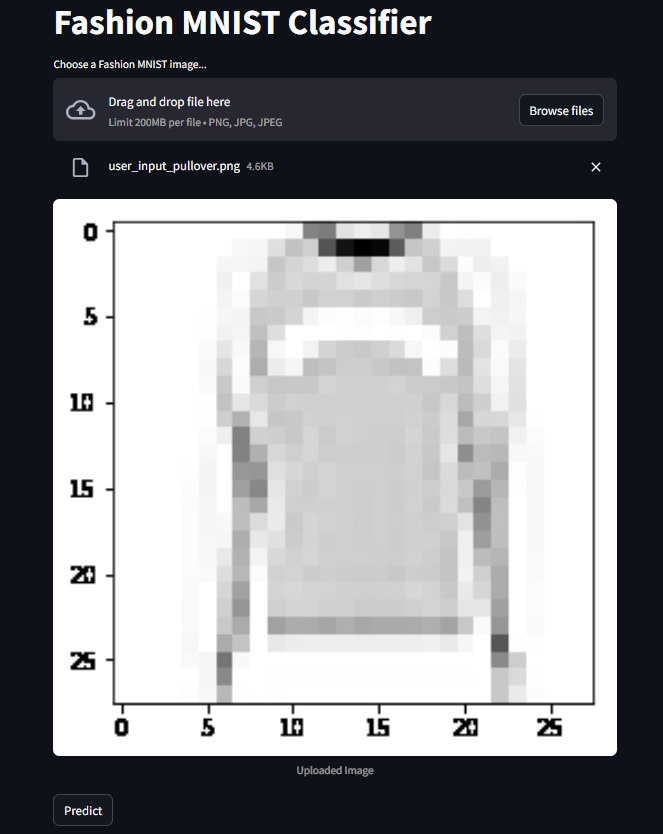 Fashion MNIST Classifier
Choose a Fashion MNIST image...
Drag and drop file here
Limit 200MB per file • PNG, JPG, JPEG
Browse files
user_input_pullover.png 4.6KB
0
5
10
15
20
25
0 5 10 15 20 25
Uploaded Image
Predict